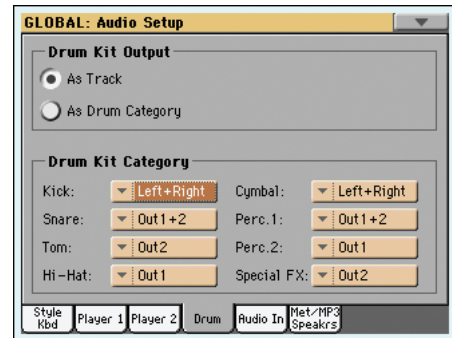 GLOBAL: Audio Setup
Drum Kit Output
As Track
As Drum Category
Drum Kit Category
Kick: Left+Right Cymbal: Left+Right
Snare: Out1+2 Perc.1: Out1+2
Tom: Out2 Perc.2: Out1
Hi-Hat: Out1 Special FX: Out2
Style Kbd Player 1 Player 2 Drum Audio In Met/MP3 Speakrs